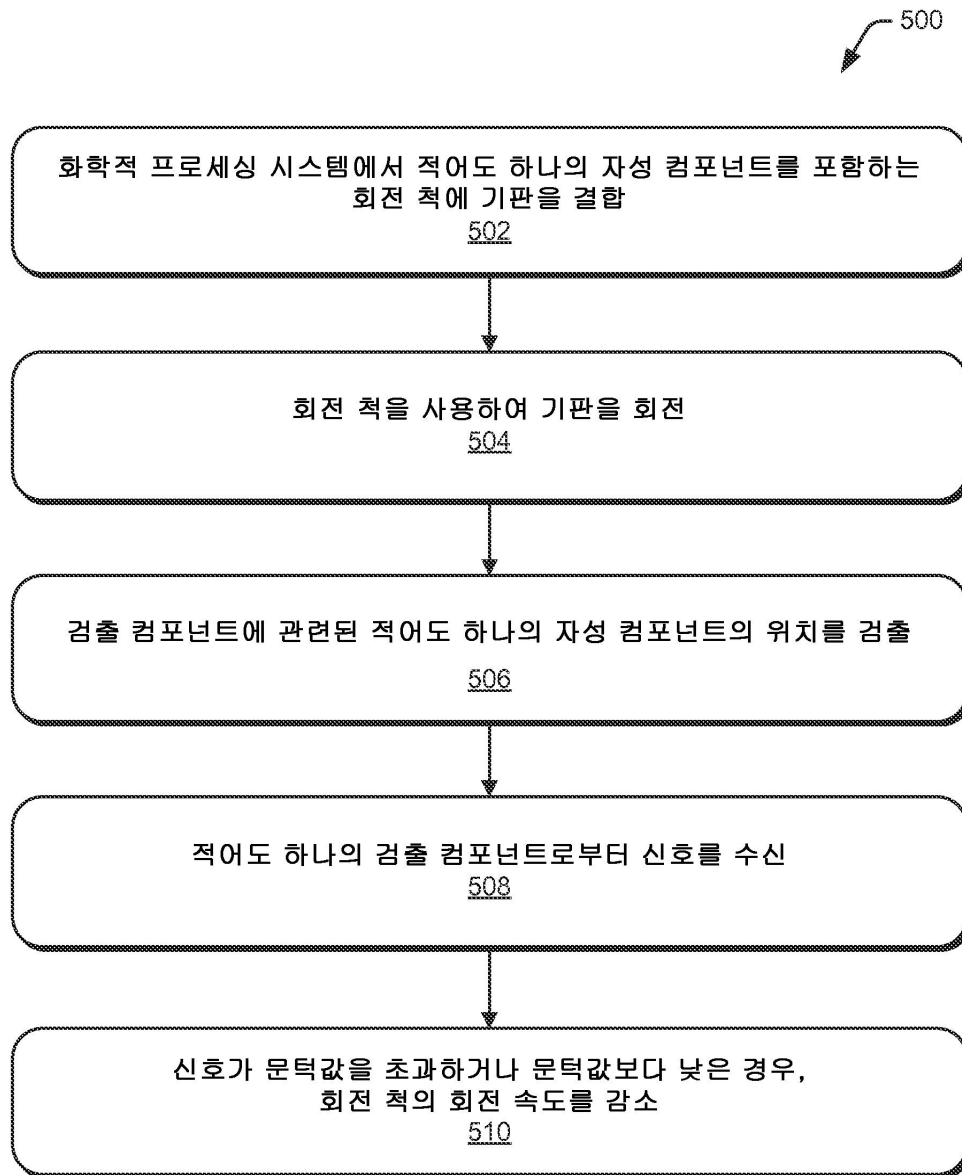 500
화학적 프로세싱 시스템에서 적어도 하나의 자성 컴포넌트를 포함하는
회전 척에 기판을 결합
502
회전 척을 사용하여 기판을 회전
504
검출 컴포넌트에 관련된 적어도 하나의 자성 컴포넌트의 위치를 검출
506
적어도 하나의 검출 컴포넌트로부터 신호를 수신
508
신호가 문턱값을 초과하거나 문턱값보다 낮은 경우,
회전 척의 회전 속도를 감소
510